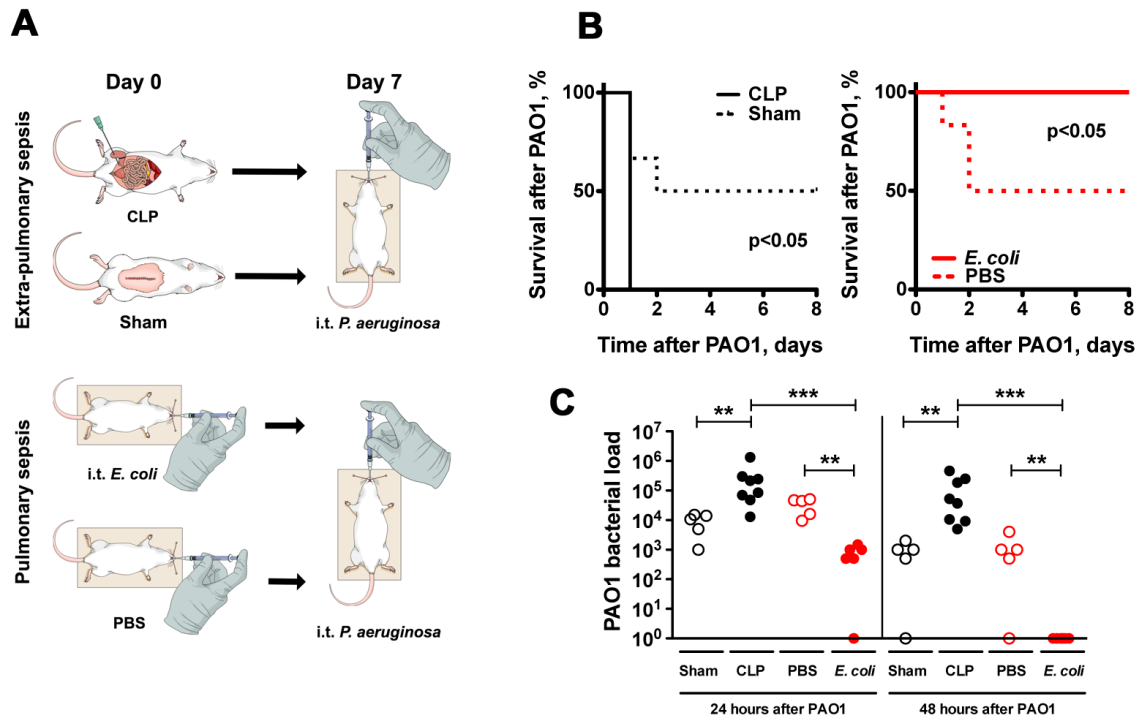 A
Day 0
Day 7
Extra-pulmonary sepsis
CLP
Sham
i.t. P. aeruginosa
Pulmonary sepsis
i.t. E. coli
PBS
i.t. P. aeruginosa
B
Survival after PAO1, %
100
50
0
0 2 4 6 8
Time after PAO1, days
CLP
Sham
p<0.05
Survival after PAO1, %
100
50
0
0 2 4 6 8
Time after PAO1, days
p<0.05
E. coli
PBS
C
PAO1 bacterial load
10⁷
10⁶
10⁵
10⁴
10³
10²
10¹
10⁰
** *** **
** *** **
Sham CLP PBS E. coli
24 hours after PAO1
Sham CLP PBS E. coli
48 hours after PAO1